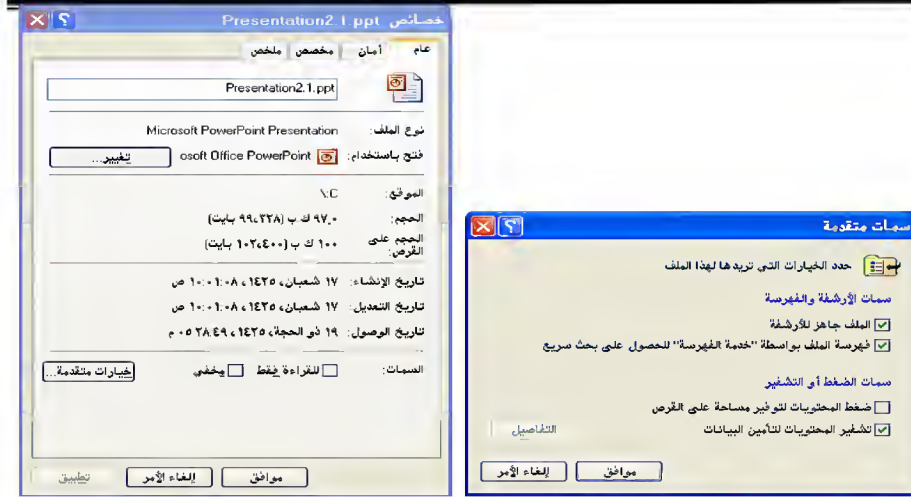 خصائص Presentation2.1.ppt
عام
أمان
مخصص
ملخص
Presentation2.1.ppt
نوع الملف: Microsoft PowerPoint Presentation
فتح باستخدام: osoft Office PowerPoint تغيير...
الموقع: C:\
الحجم: ٩٧,٠ ك ب (٩٩،٣٢٨ بايت)
الحجم على القرص: ١٠٠ ك ب (١٠٢،٤٠٠ بايت)
تاريخ الإنشاء: ١٧ شعبان، ١٤٢٥، ١٠:٠١:٠٨ ص
تاريخ التعديل: ١٧ شعبان، ١٤٢٥، ١٠:٠١:٠٨ ص
تاريخ الوصول: ١٩ ذو الحجة، ١٤٢٥، م
السمات: للقراءة فقط مخفي خيارات متقدمة...
موافق
إلغاء الأمر
تطبيق
سمات متقدمة
حدد الخيارات التي تريدها لهذا الملف
سمات الأرشفة والفهرسة
الملف جاهز للأرشفة
فهرسة الملف بواسطة "خدمة الفهرسة" للحصول على بحث سريع
سمات الضغط أو التشفير
ضغط المحتويات لتوفير مساحة على القرص
تشفير المحتويات لتأمين البيانات التفاصيل
موافق
إلغاء الأمر